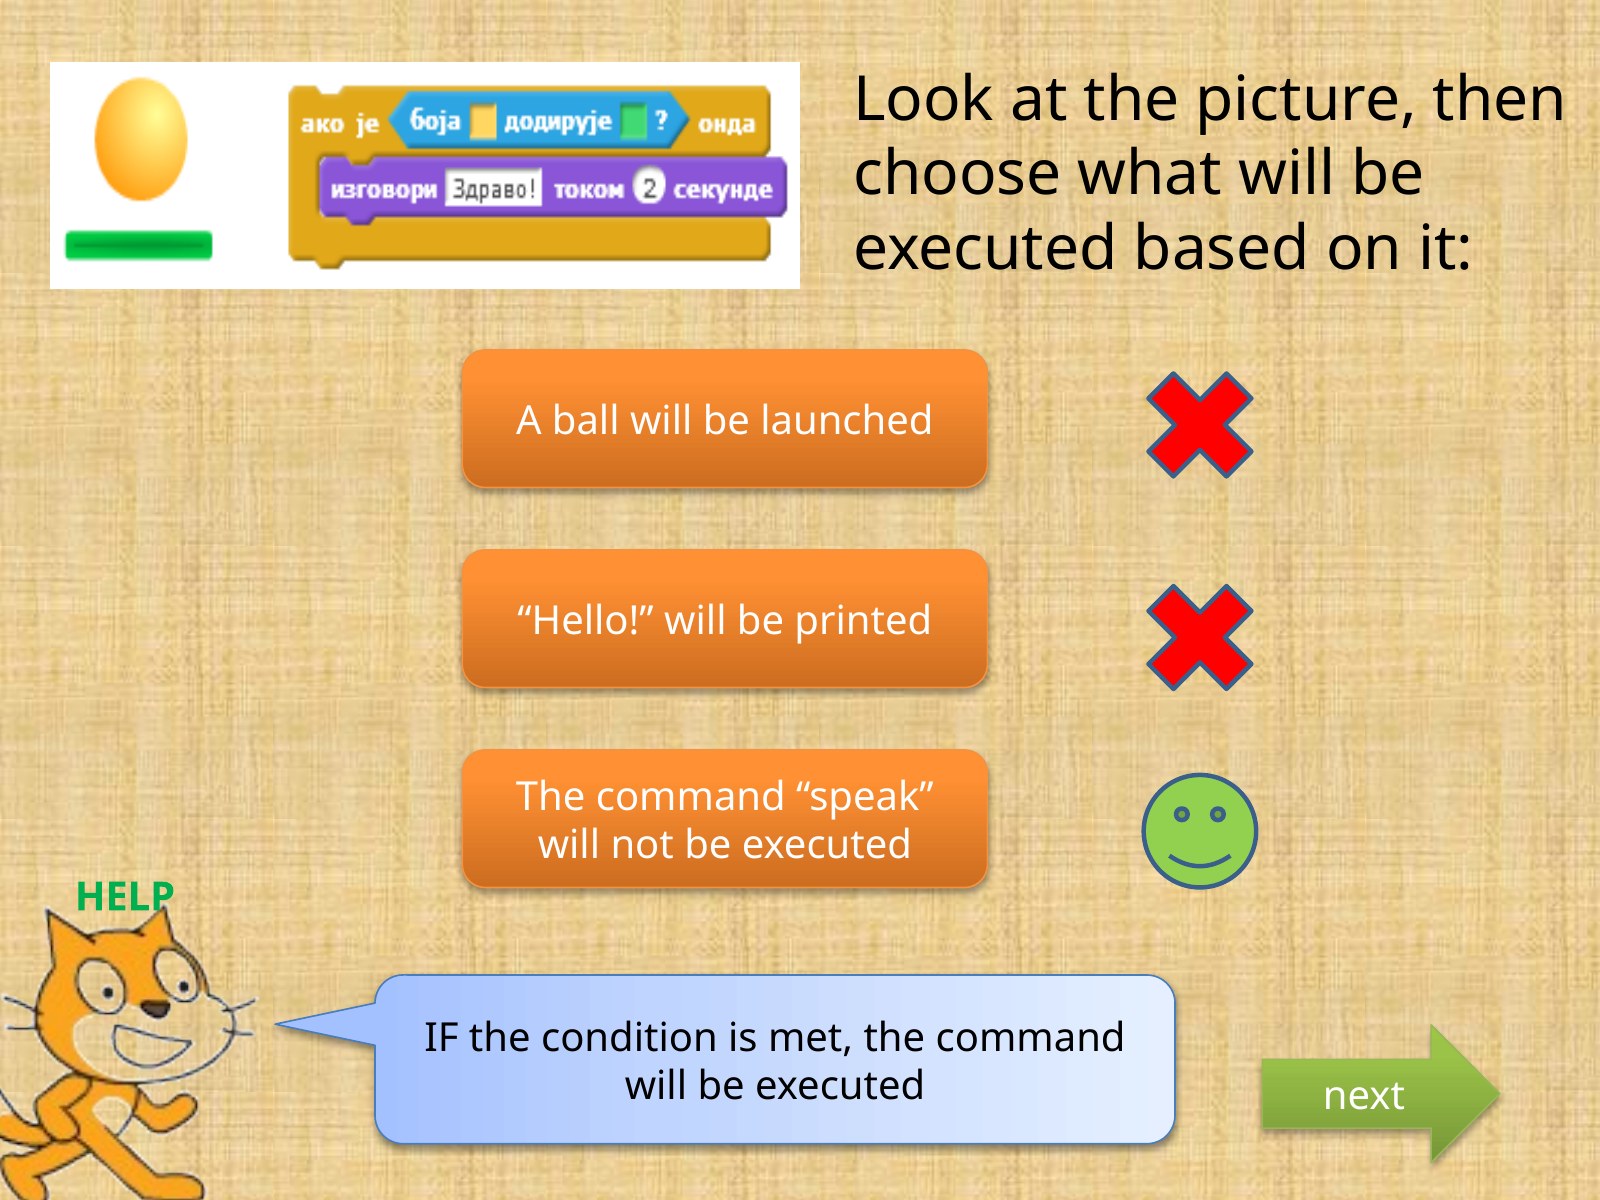 ако је боја додирује ? онда
изговори Здраво! током 2 секунде
Look at the picture, then
choose what will be
executed based on it:
A ball will be launched
“Hello!” will be printed
The command “speak”
will not be executed
HELP
IF the condition is met, the command
will be executed
next